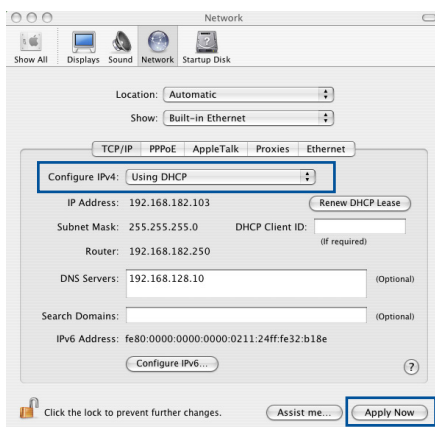 Network
Show All Displays Sound Network Startup Disk
Location: Automatic
Show: Built-in Ethernet
TCP/IP PPPoE AppleTalk Proxies Ethernet
Configure IPv4: Using DHCP
IP Address: 192.168.182.103 Renew DHCP Lease
Subnet Mask: 255.255.255.0 DHCP Client ID:
(If required)
Router: 192.168.182.250
DNS Servers: 192.168.128.10 (Optional)
Search Domains: (Optional)
IPv6 Address: fe80:0000:0000:0000:0211:24ff:fe32:b18e
Configure IPv6...
?
Click the lock to prevent further changes. Assist me... Apply Now